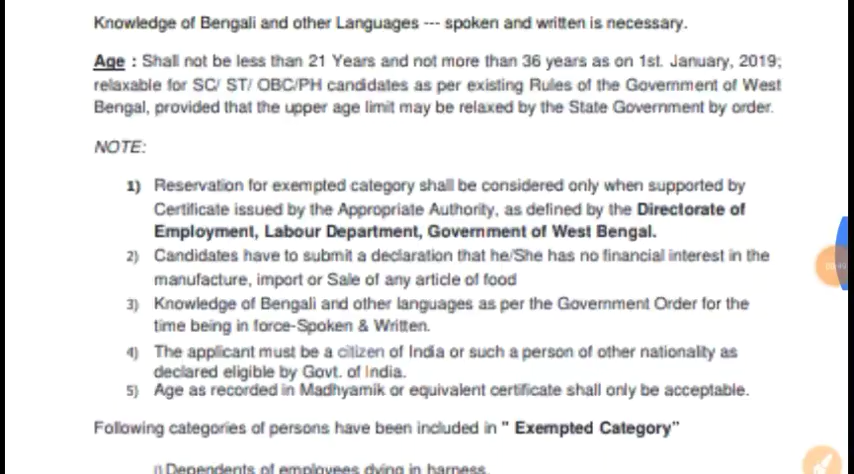 Knowledge of Bengali and other Languages --- spoken and written is necessary.
Age : Shall not be less than 21 Years and not more than 36 years as on 1st. January, 2019;
relaxable for SC/ ST/ OBC/PH candidates as per existing Rules of the Government of West
Bengal, provided that the upper age limit may be relaxed by the State Government by order.
NOTE:
1) Reservation for exempted category shall be considered only when supported by
Certificate issued by the Appropriate Authority, as defined by the Directorate of
Employment, Labour Department, Government of West Bengal.
2) Candidates have to submit a declaration that he/She has no financial interest in the
manufacture, import or Sale of any article of food
3) Knowledge of Bengali and other languages as per the Government Order for the
time being in force-Spoken & Written.
4) The applicant must be a citizen of India or such a person of other nationality as
declared eligible by Govt. of India.
5) Age as recorded in Madhyamik or equivalent certificate shall only be acceptable.
Following categories of persons have been included in " Exempted Category"
i) Dependents of employees dying in harness.